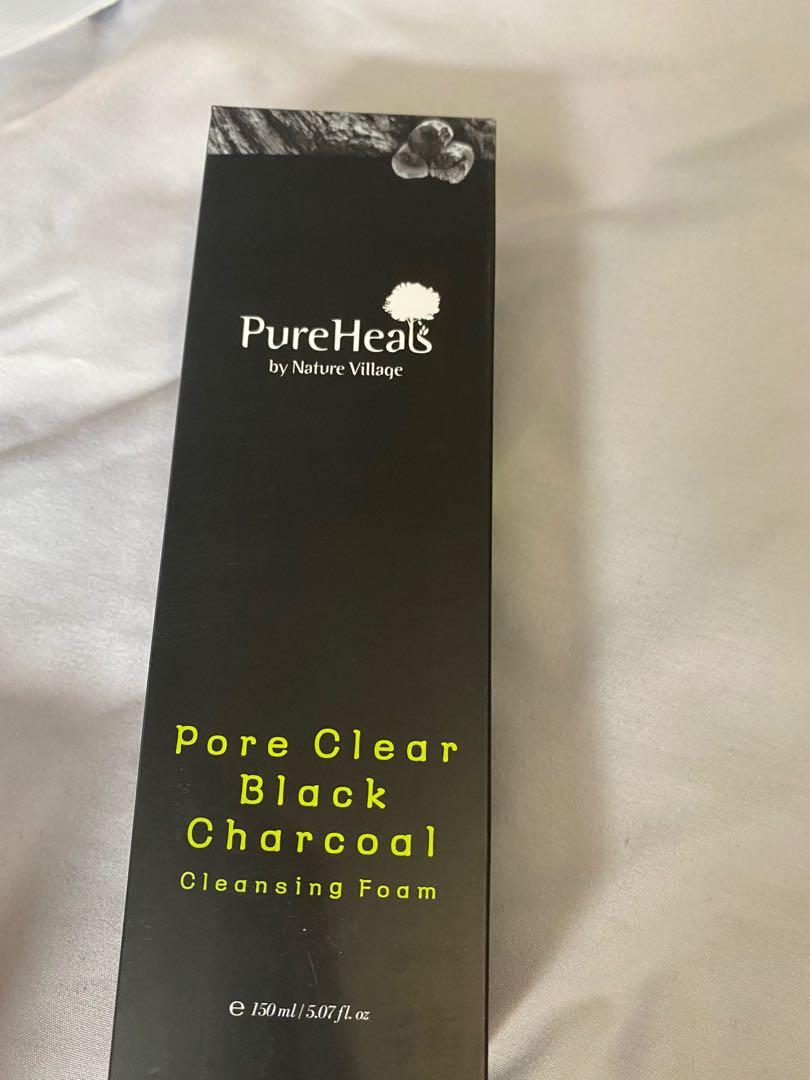 PureHeals
by Nature Village
Pore Clear
Black
Charcoal
Cleansing Foam
℮ 150 ml / 5.07 fl. oz